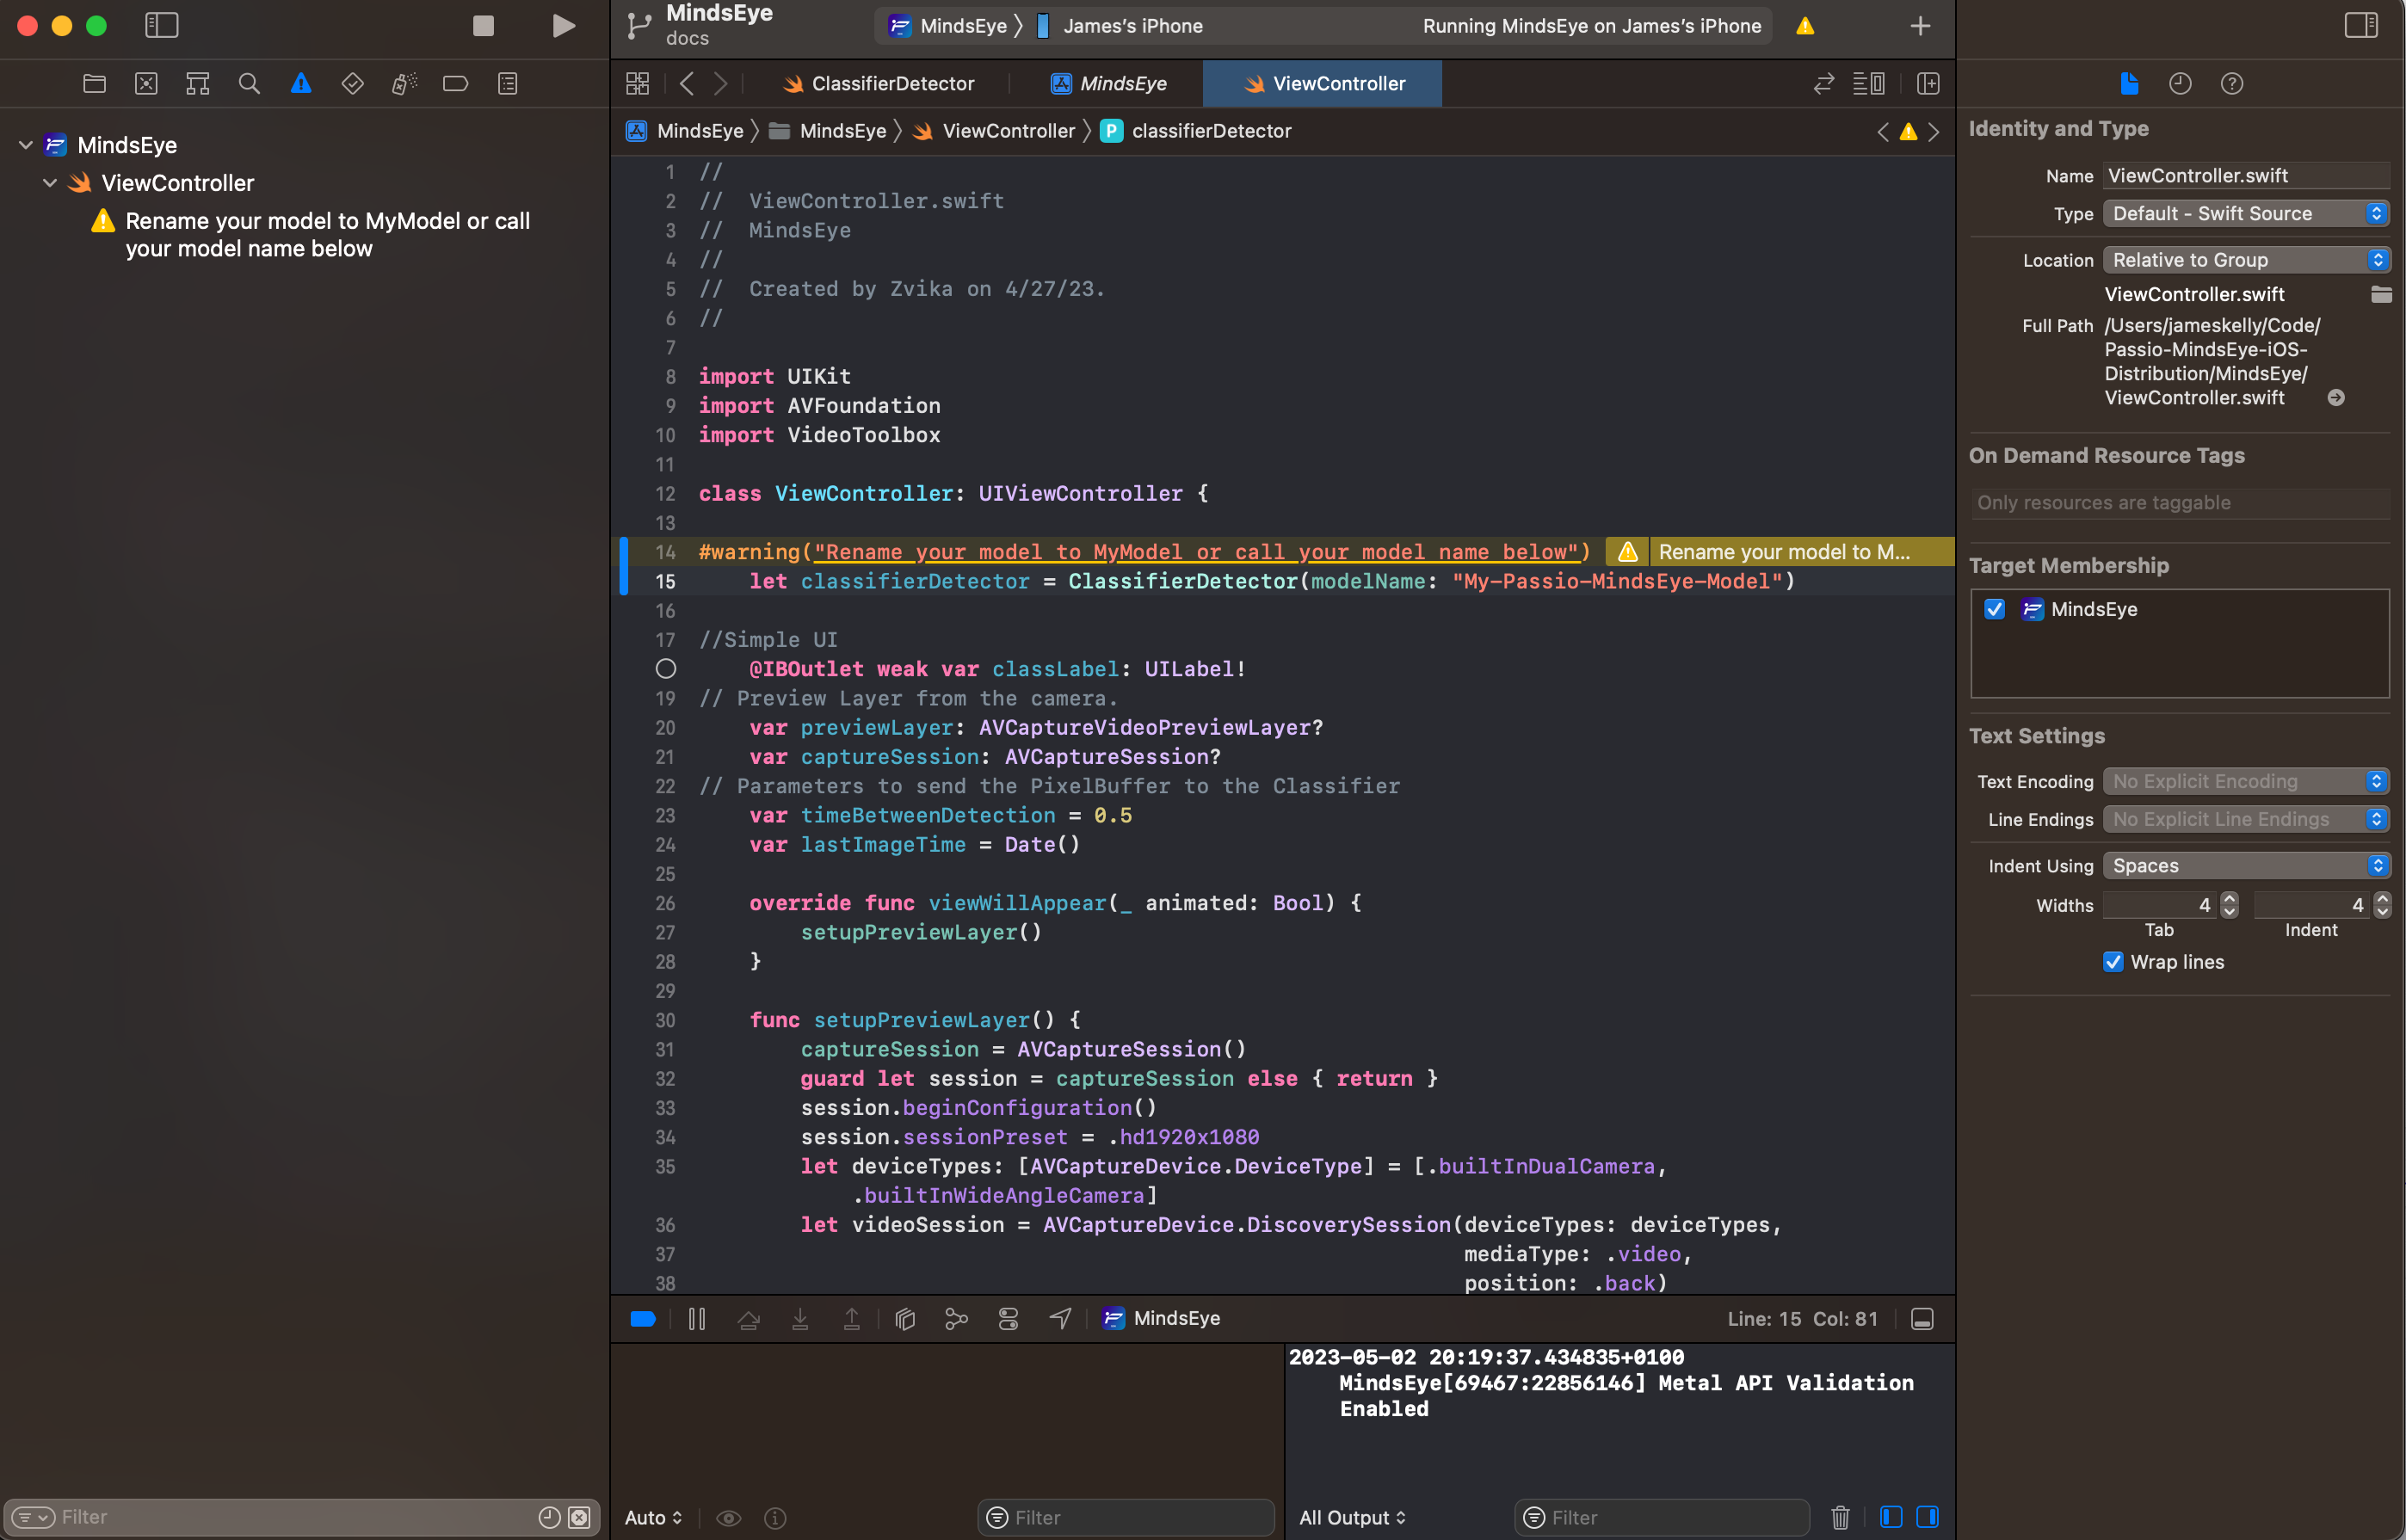 MindsEye
docs
MindsEye
James’s iPhone
Running MindsEye on James’s iPhone
ClassifierDetector
MindsEye
ViewController
MindsEye
MindsEye
ViewController
P
classifierDetector
MindsEye
ViewController
Rename your model to MyModel or call
your model name below
1 //
2 //  ViewController.swift
3 //  MindsEye
4 //
5 //  Created by Zvika on 4/27/23.
6 //
7
8 import UIKit
9 import AVFoundation
10 import VideoToolbox
11
12 class ViewController: UIViewController {
13
14 #warning("Rename your model to MyModel or call your model name below") Rename your model to M...
15     let classifierDetector = ClassifierDetector(modelName: "My-Passio-MindsEye-Model")
16
17 //Simple UI
    @IBOutlet weak var classLabel: UILabel!
19 // Preview Layer from the camera.
20     var previewLayer: AVCaptureVideoPreviewLayer?
21     var captureSession: AVCaptureSession?
22 // Parameters to send the PixelBuffer to the Classifier
23     var timeBetweenDetection = 0.5
24     var lastImageTime = Date()
25
26     override func viewWillAppear(_ animated: Bool) {
27         setupPreviewLayer()
28     }
29
30     func setupPreviewLayer() {
31         captureSession = AVCaptureSession()
32         guard let session = captureSession else { return }
33         session.beginConfiguration()
34         session.sessionPreset = .hd1920x1080
35         let deviceTypes: [AVCaptureDevice.DeviceType] = [.builtInDualCamera,
            .builtInWideAngleCamera]
36         let videoSession = AVCaptureDevice.DiscoverySession(deviceTypes: deviceTypes,
37                                                             mediaType: .video,
38                                                             position: .back)
MindsEye
Line: 15 Col: 81
2023-05-02 20:19:37.434835+0100
MindsEye[69467:22856146] Metal API Validation
Enabled
Filter
Auto
Filter
All Output
Filter
Identity and Type
Name ViewController.swift
Type Default - Swift Source
Location Relative to Group
ViewController.swift
Full Path /Users/jameskelly/Code/
Passio-MindsEye-iOS-
Distribution/MindsEye/
ViewController.swift
On Demand Resource Tags
Only resources are taggable
Target Membership
MindsEye
Text Settings
Text Encoding No Explicit Encoding
Line Endings No Explicit Line Endings
Indent Using Spaces
Widths 4 4
Tab Indent
Wrap lines